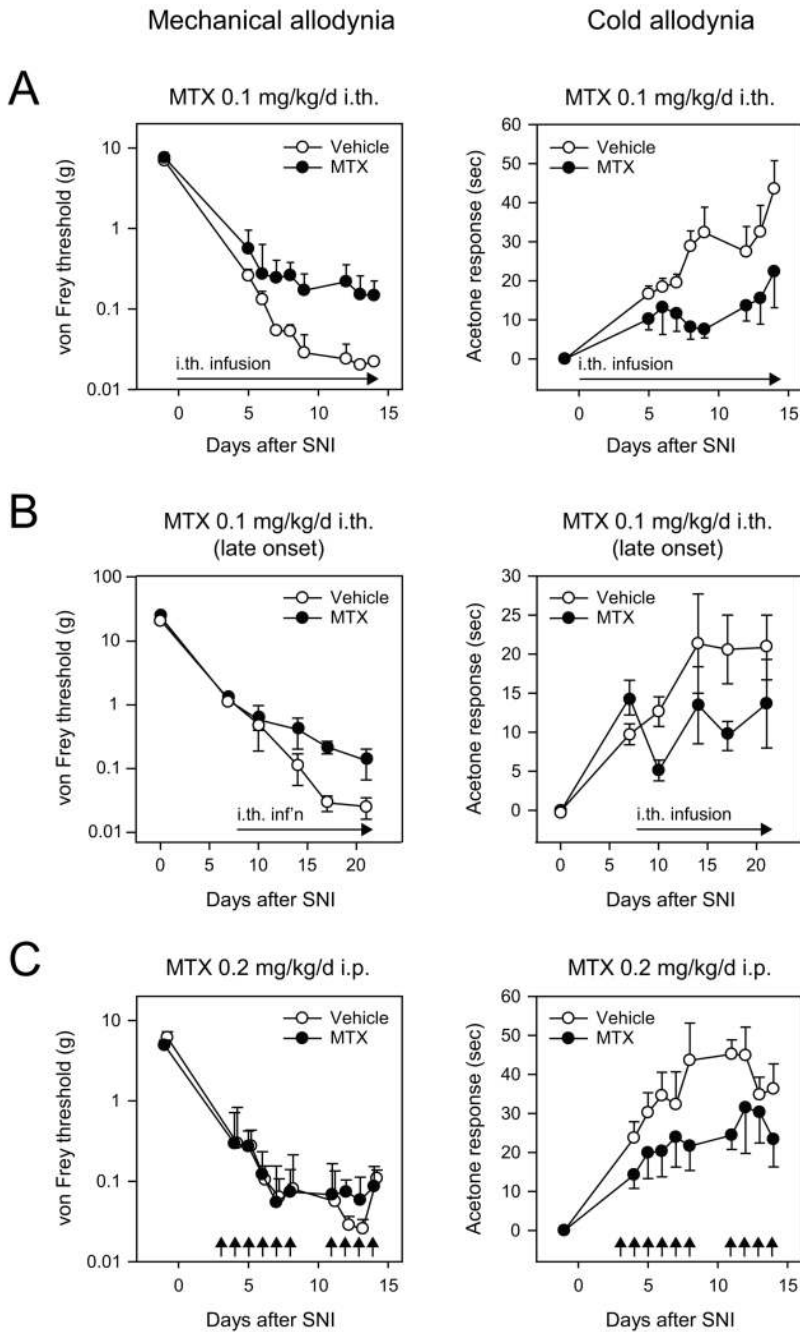 Mechanical allodynia
Cold allodynia
A
MTX 0.1 mg/kg/d i.th.
von Frey threshold (g)
10
1
0.1
0.01
Vehicle
MTX
i.th. infusion
0 5 10 15
Days after SNI
MTX 0.1 mg/kg/d i.th.
Acetone response (sec)
60
50
40
30
20
10
0
Vehicle
MTX
i.th. infusion
0 5 10 15
Days after SNI
B
MTX 0.1 mg/kg/d i.th.
(late onset)
von Frey threshold (g)
100
10
1
0.1
0.01
Vehicle
MTX
i.th. inf'n
0 5 10 15 20
Days after SNI
MTX 0.1 mg/kg/d i.th.
(late onset)
Acetone response (sec)
30
25
20
15
10
5
0
Vehicle
MTX
i.th. infusion
0 5 10 15 20
Days after SNI
C
MTX 0.2 mg/kg/d i.p.
von Frey threshold (g)
10
1
0.1
0.01
Vehicle
MTX
0 5 10 15
Days after SNI
MTX 0.2 mg/kg/d i.p.
Acetone response (sec)
60
50
40
30
20
10
0
Vehicle
MTX
0 5 10 15
Days after SNI